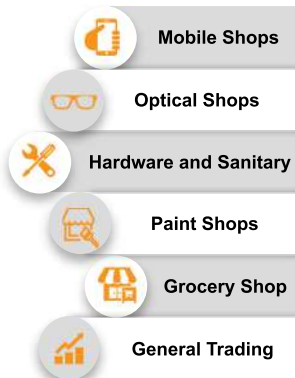 Mobile Shops
Optical Shops
Hardware and Sanitary
Paint Shops
Grocery Shop
General Trading